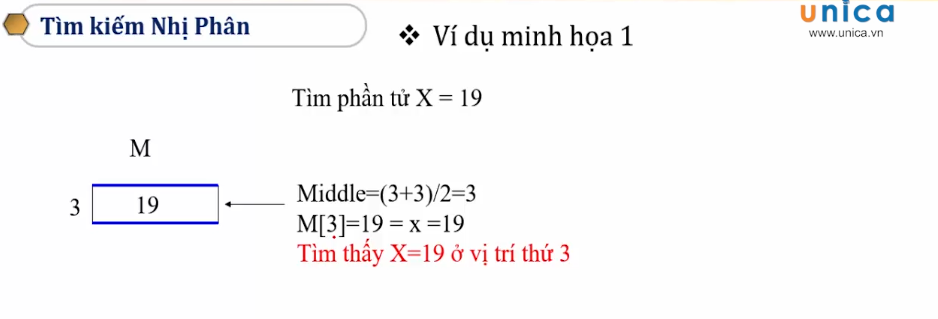 Tìm kiếm Nhị Phân
❖ Ví dụ minh họa 1
unica
www.unica.vn
Tìm phần tử X = 19
M
3 19
Middle=(3+3)/2=3
M[3]=19 = x =19
Tìm thấy X=19 ở vị trí thứ 3